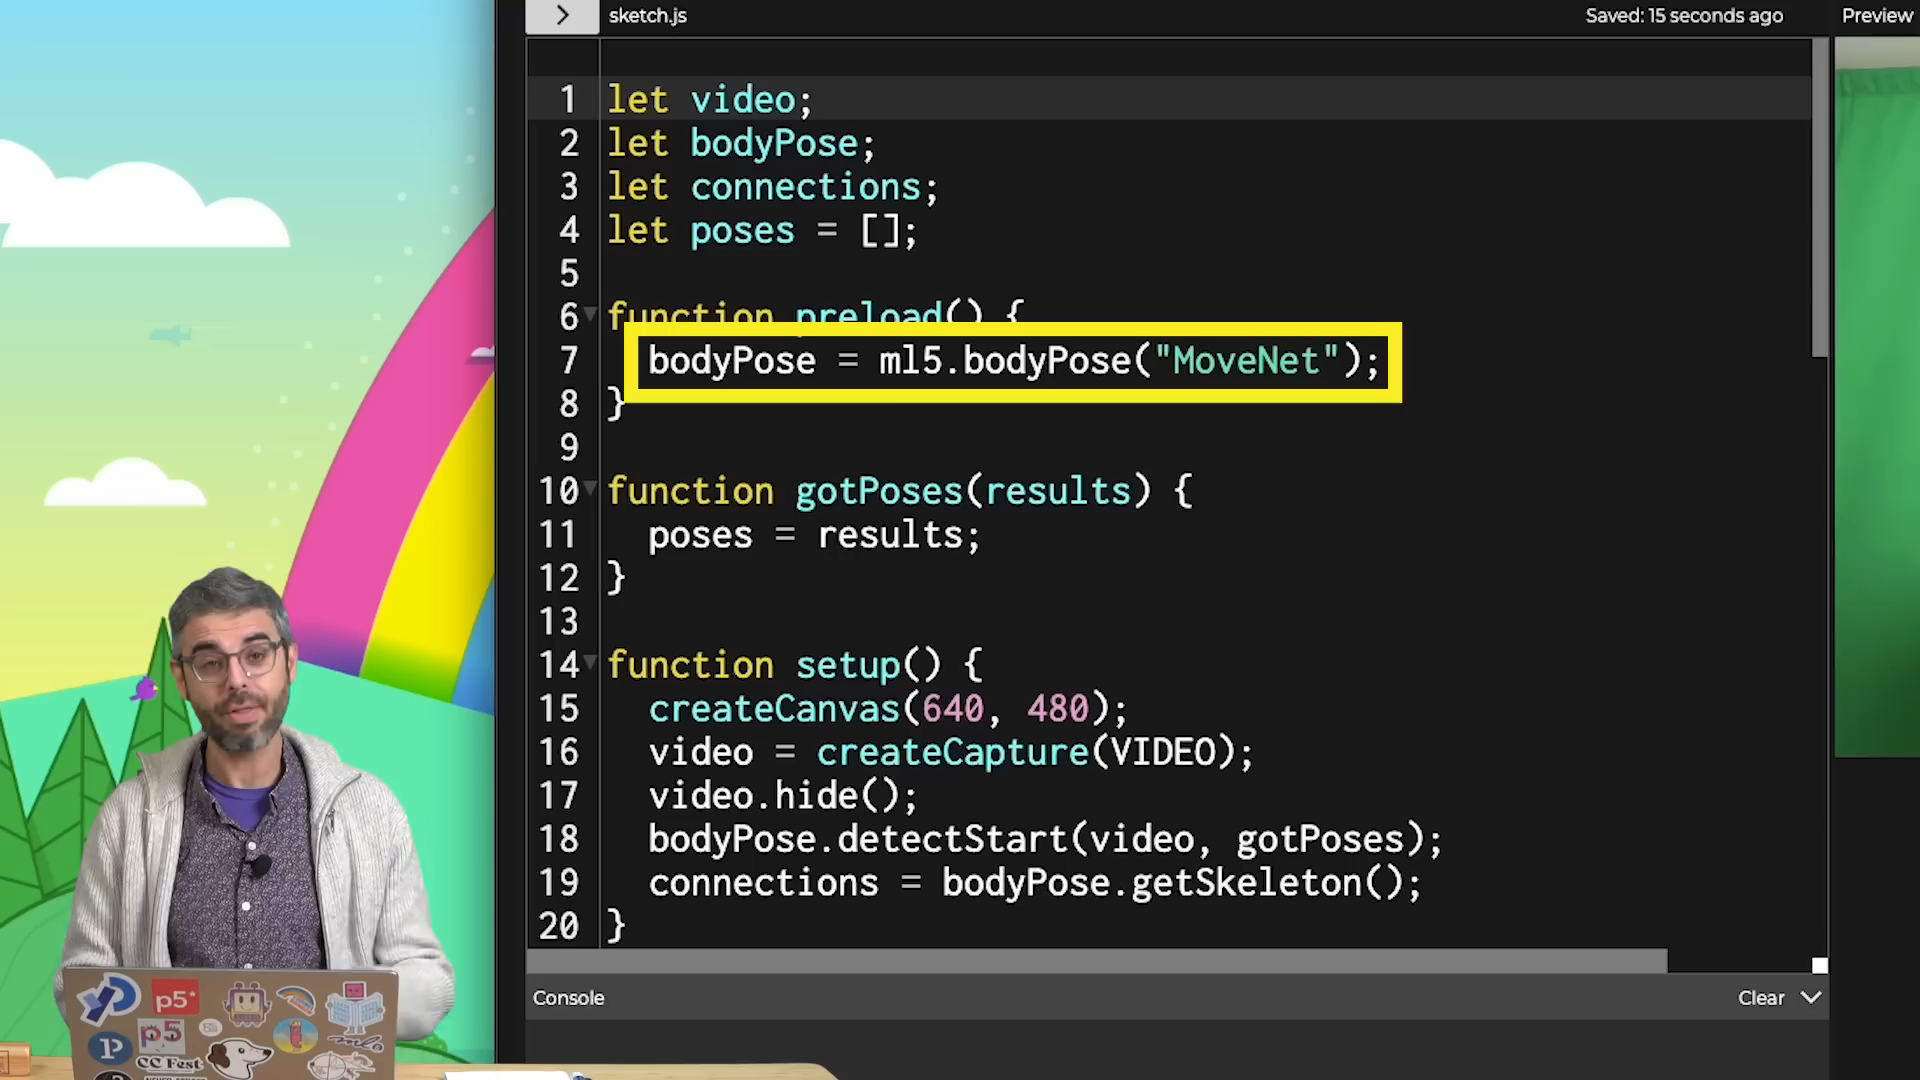 sketch.js
Saved: 15 seconds ago
Preview
1 let video;
2 let bodyPose;
3 let connections;
4 let poses = [];
5
6 function preload() {
7 bodyPose = ml5.bodyPose("MoveNet");
8 }
9
10 function gotPoses(results) {
11 poses = results;
12 }
13
14 function setup() {
15 createCanvas(640, 480);
16 video = createCapture(VIDEO);
17 video.hide();
18 bodyPose.detectStart(video, gotPoses);
19 connections = bodyPose.getSkeleton();
20 }
Console
Clear
p5*
p5
CC Fest